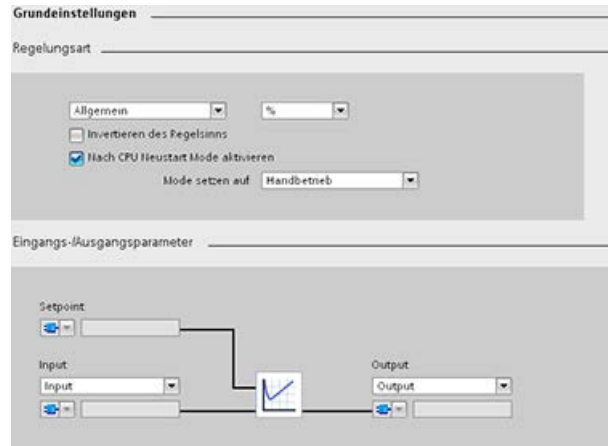 Grundeinstellungen
Regelungsart
Allgemein %
Invertieren des Regelsinns
Nach CPU Neustart Mode aktivieren
Mode setzen auf Handbetrieb
Eingangs-/Ausgangsparameter
Setpoint
Input Output
Input Output